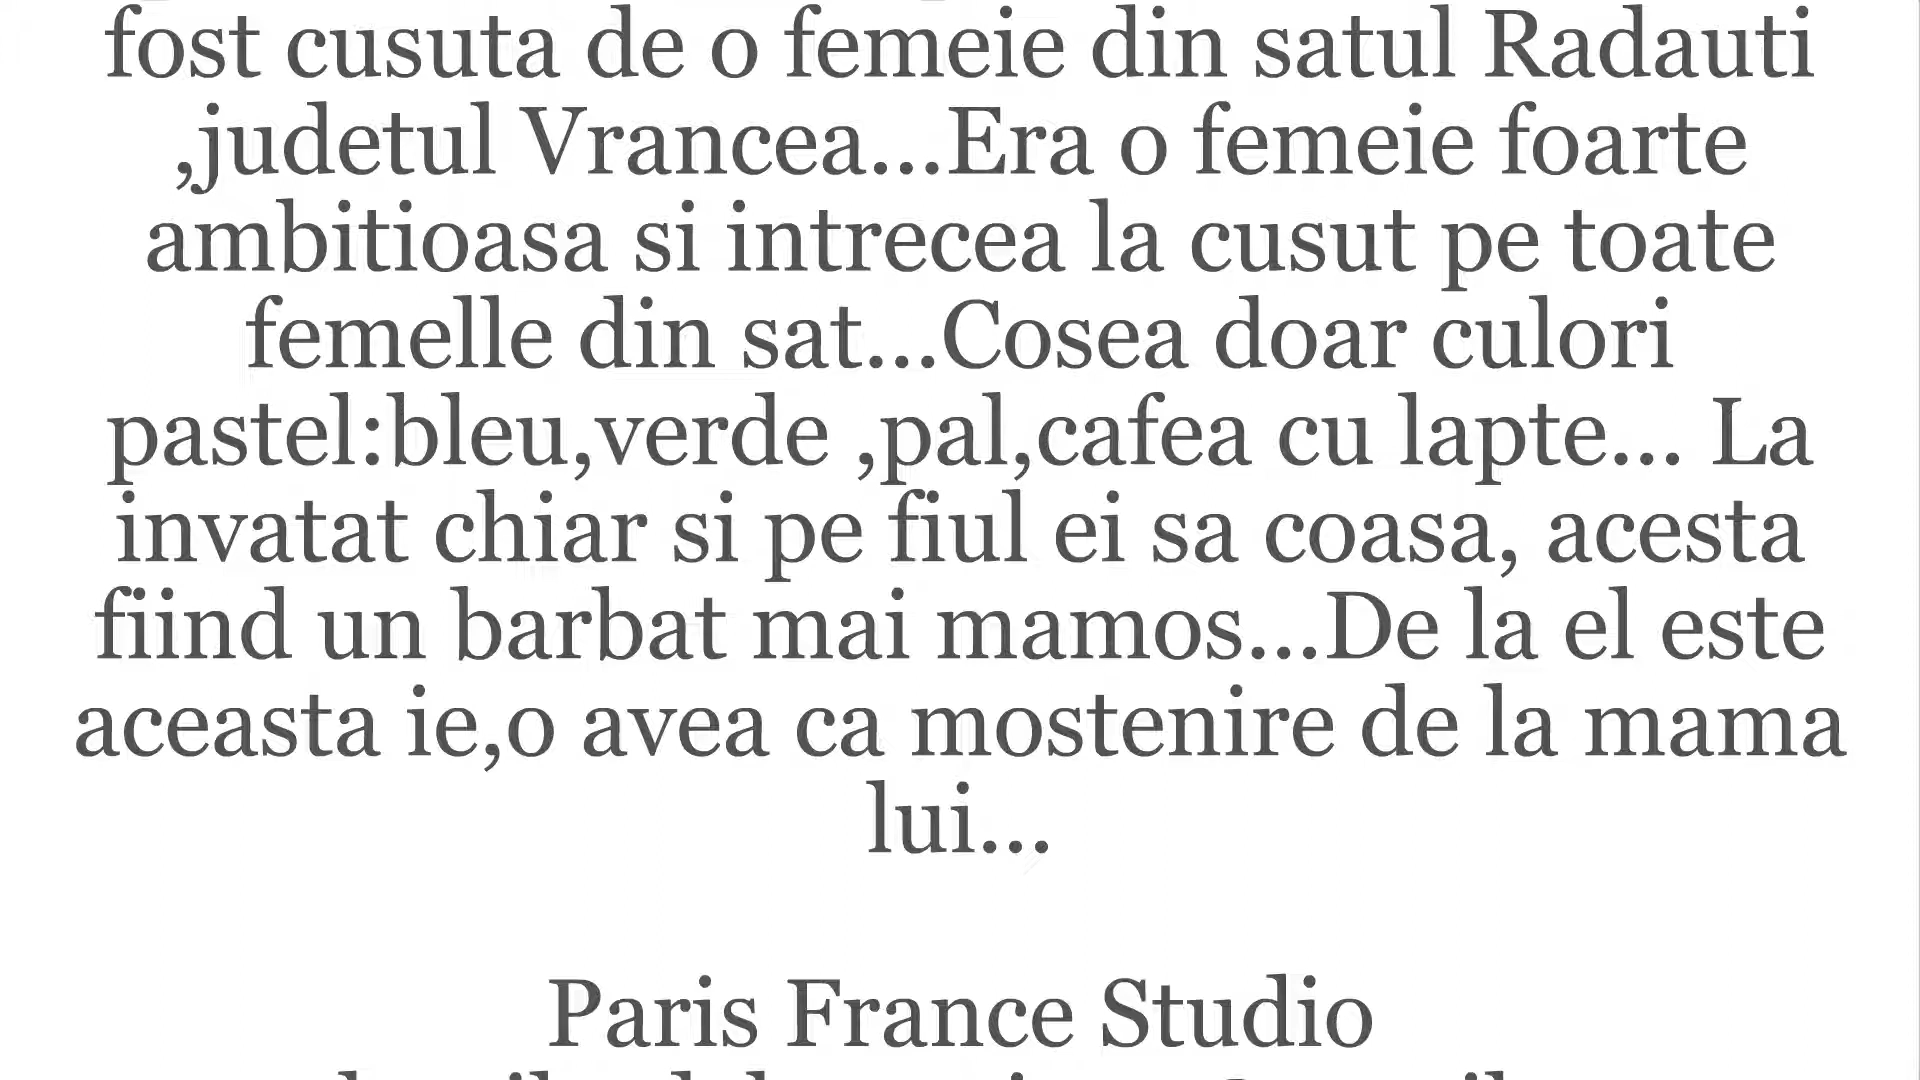 fost cusuta de o femeie din satul Radauti
,judetul Vrancea...Era o femeie foarte
ambitioasa si intrecea la cusut pe toate
femelle din sat...Cosea doar culori
pastel:bleu,verde ,pal,cafea cu lapte... La
invatat chiar si pe fiul ei sa coasa, acesta
fiind un barbat mai mamos...De la el este
aceasta ie,o avea ca mostenire de la mama
lui...
Paris France Studio